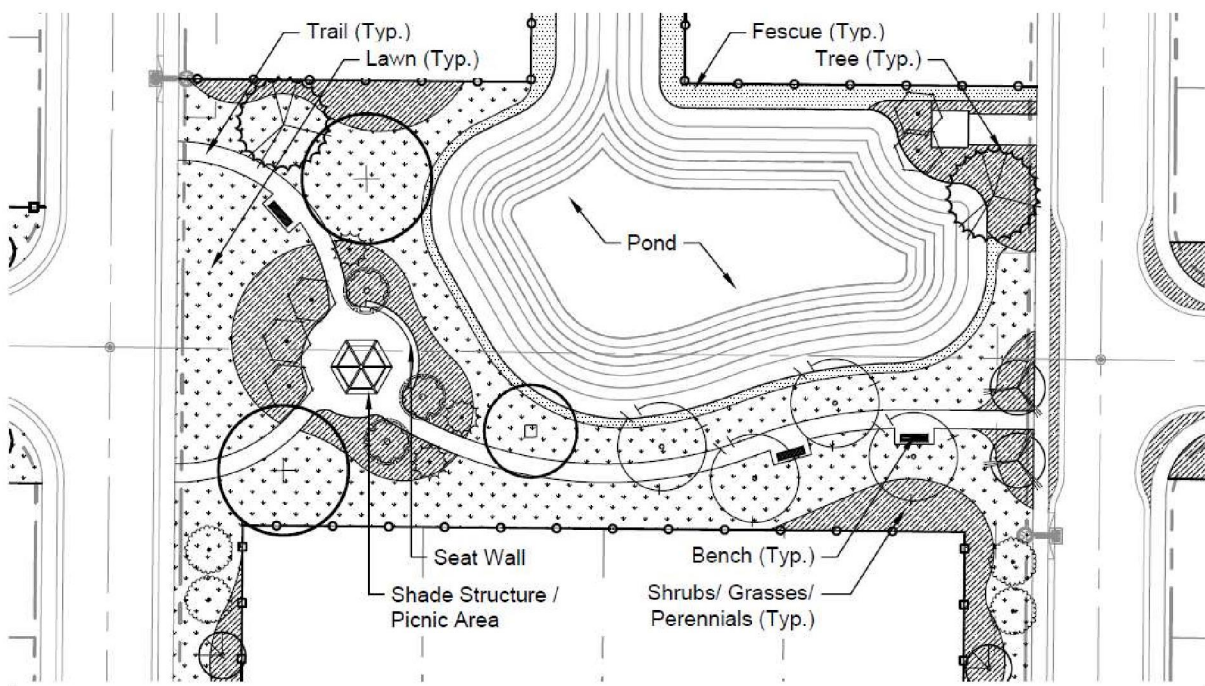 Trail (Typ.)
Lawn (Typ.)
Fescue (Typ.)
Tree (Typ.)
Pond
Seat Wall
Shade Structure /
Picnic Area
Bench (Typ.)
Shrubs/ Grasses/
Perennials (Typ.)